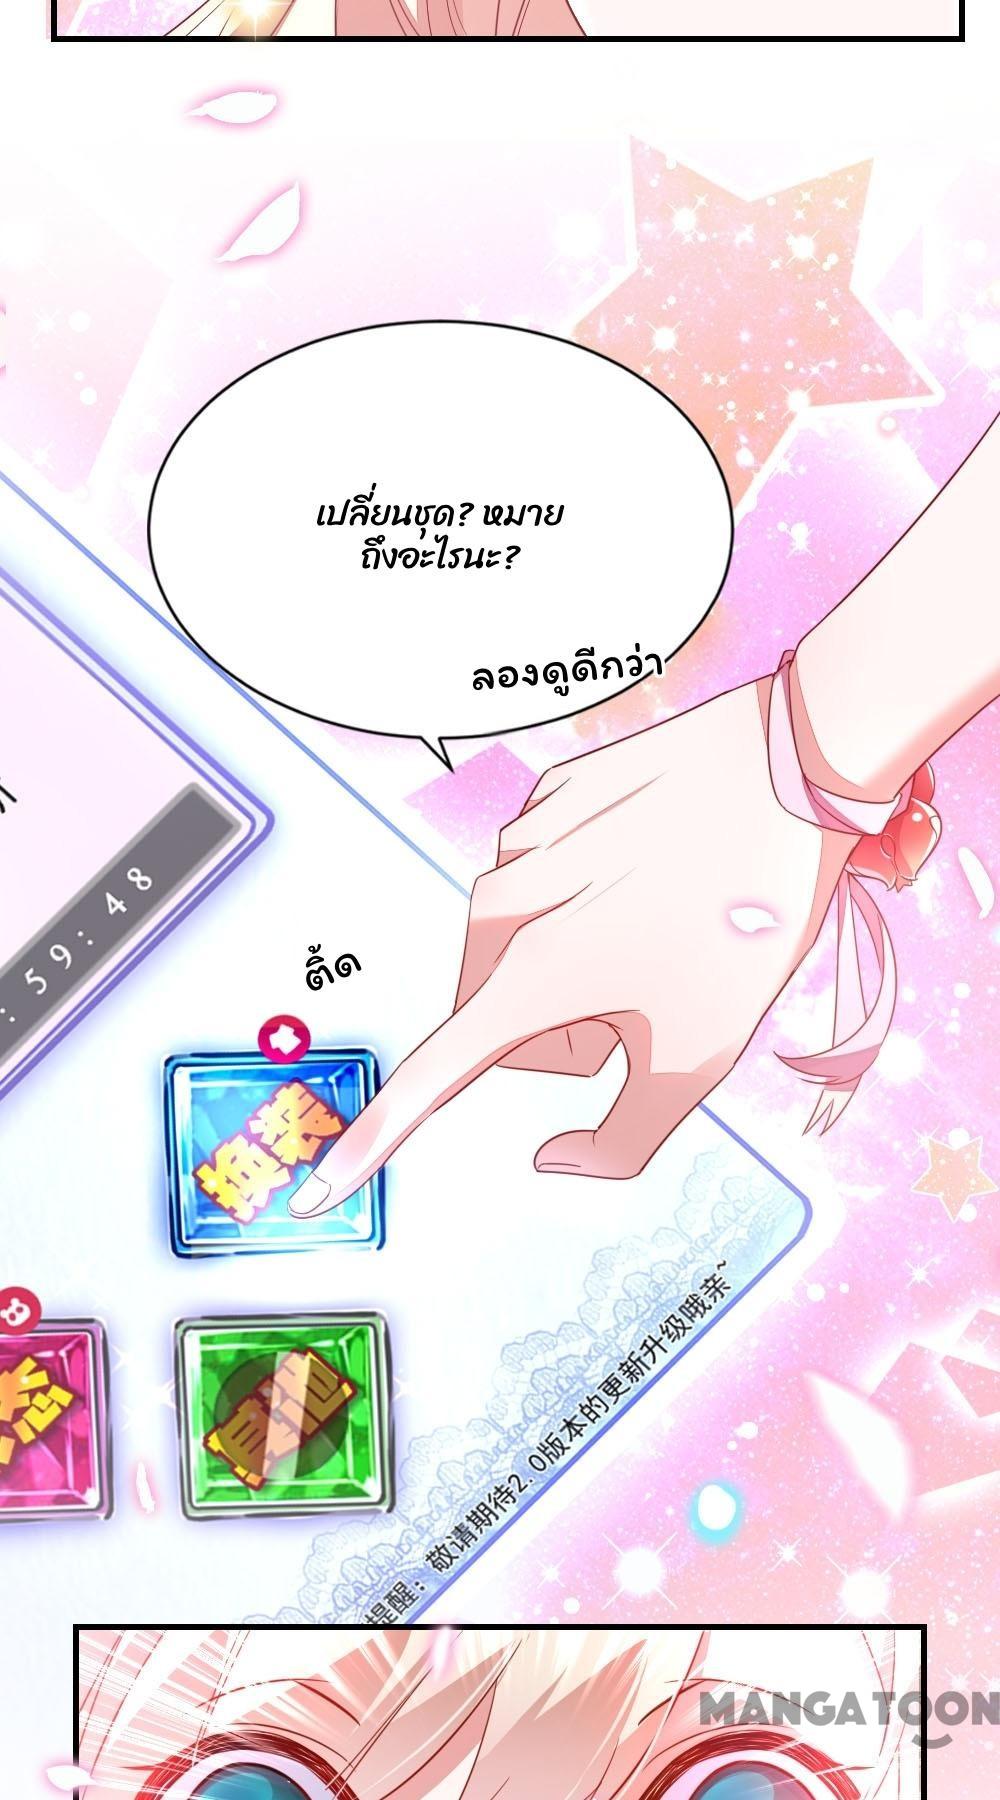 เปลี่ยนชุด? หมาย
ถึงอะไรนะ?
ลองดูดีกว่า
: 59: 48
ติ๊ด
换装
提醒：敬请期待2.0版本的更新升级哦亲~
MANGATOON